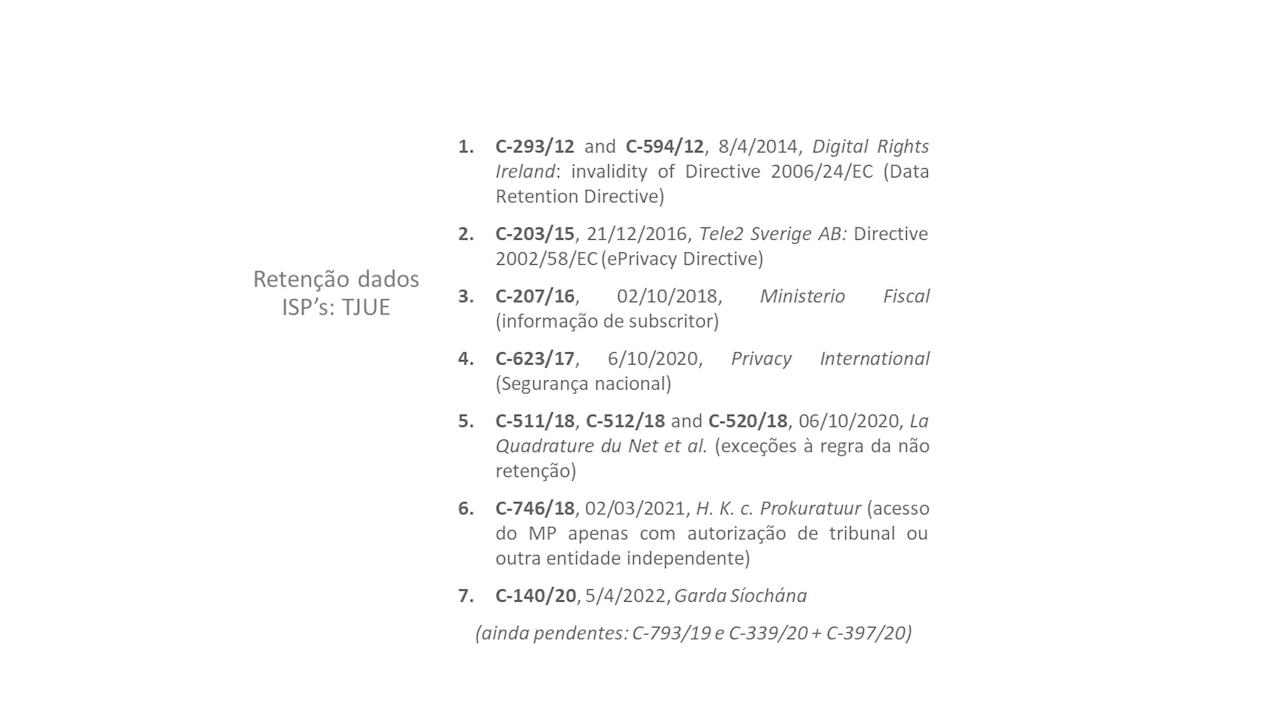 Retenção dados
ISP’s: TJUE
1. C-293/12 and C-594/12, 8/4/2014, Digital Rights
Ireland: invalidity of Directive 2006/24/EC (Data
Retention Directive)
2. C-203/15, 21/12/2016, Tele2 Sverige AB: Directive
2002/58/EC (ePrivacy Directive)
3. C-207/16, 02/10/2018, Ministerio Fiscal
(informação de subscritor)
4. C-623/17, 6/10/2020, Privacy International
(Segurança nacional)
5. C-511/18, C-512/18 and C-520/18, 06/10/2020, La
Quadrature du Net et al. (exceções à regra da não
retenção)
6. C-746/18, 02/03/2021, H. K. c. Prokuratuur (acesso
do MP apenas com autorização de tribunal ou
outra entidade independente)
7. C-140/20, 5/4/2022, Garda Síochána
(ainda pendentes: C-793/19 e C-339/20 + C-397/20)